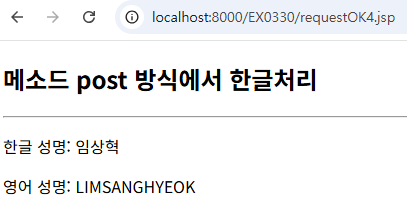 localhost:8000/EX0330/requestOK4.jsp
메소드 post 방식에서 한글처리
한글 성명: 임상혁
영어 성명: LIMSANGHYEOK